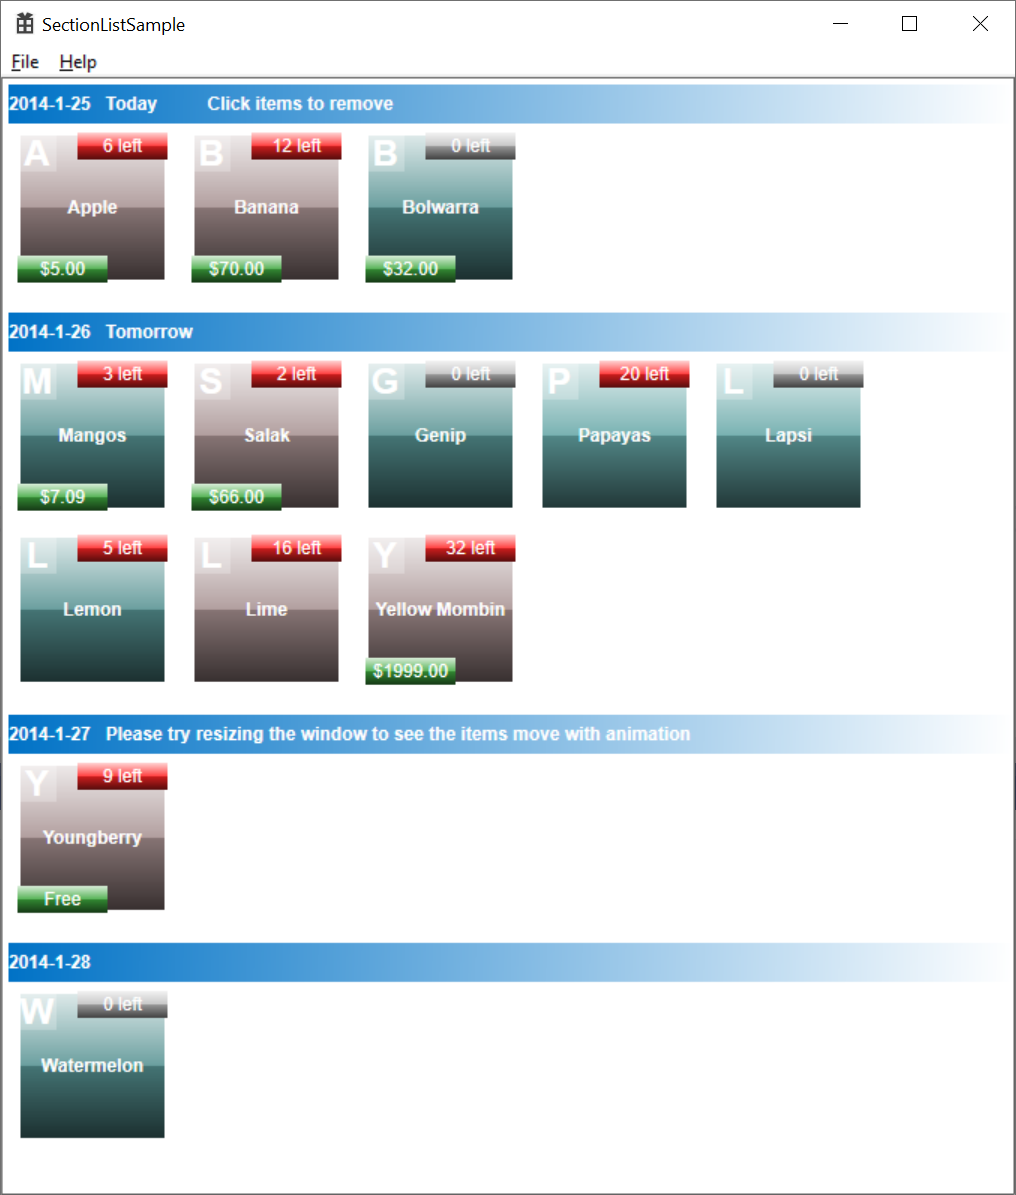 SectionListSample
File Help
2014-1-25 Today Click items to remove
A 6 left B 12 left B 0 left
Apple Banana Bolwarra
$5.00 $70.00 $32.00
2014-1-26 Tomorrow
M 3 left S 2 left G 0 left P 20 left L 0 left
Mangos Salak Genip Papayas Lapsi
$7.09 $66.00
L 5 left L 16 left Y 32 left
Lemon Lime Yellow Mombin
$1999.00
2014-1-27 Please try resizing the window to see the items move with animation
Y 9 left
Youngberry
Free
2014-1-28
W 0 left
Watermelon